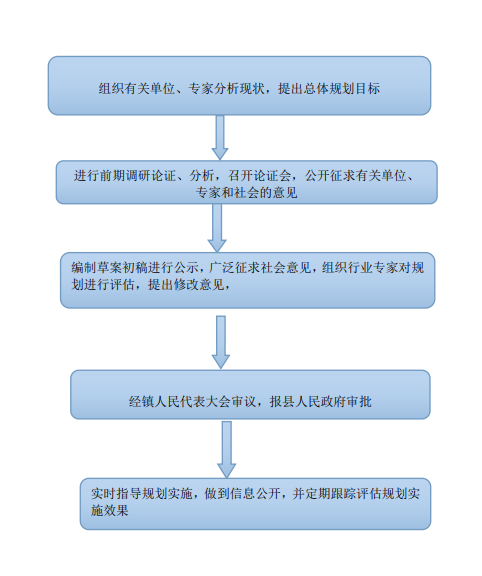 组织有关单位、专家分析现状，提出总体规划目标
进行前期调研论证、分析，召开论证会，公开征求有关单位、
专家和社会的意见
编制草案初稿进行公示，广泛征求社会意见，组织行业专家对规
划进行评估，提出修改意见，
经镇人民代表大会审议，报县人民政府审批
实时指导规划实施，做到信息公开，并定期跟踪评估规划实
施效果